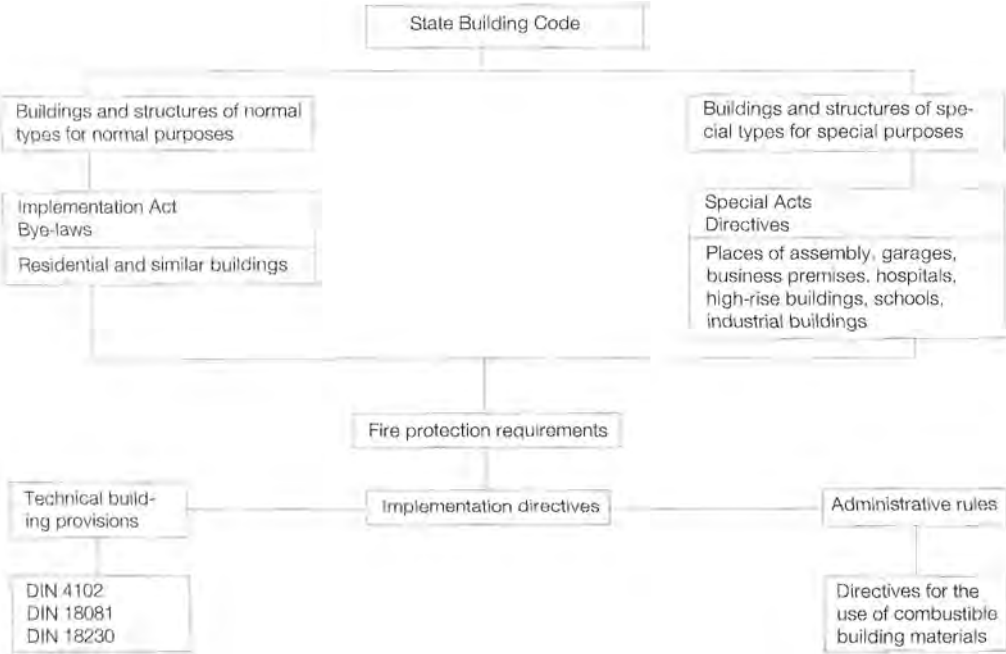 State Building Code
Buildings and structures of normal
types for normal purposes
Buildings and structures of spe-
cial types for special purposes
Implementation Act
Bye-laws
Residential and similar buildings
Special Acts
Directives
Places of assembly, garages,
business premises, hospitals,
high-rise buildings, schools,
industrial buildings
Fire protection requirements
Technical build-
ing provisions
Implementation directives
Administrative rules
DIN 4102
DIN 18081
DIN 18230
Directives for the
use of combustible
building materials